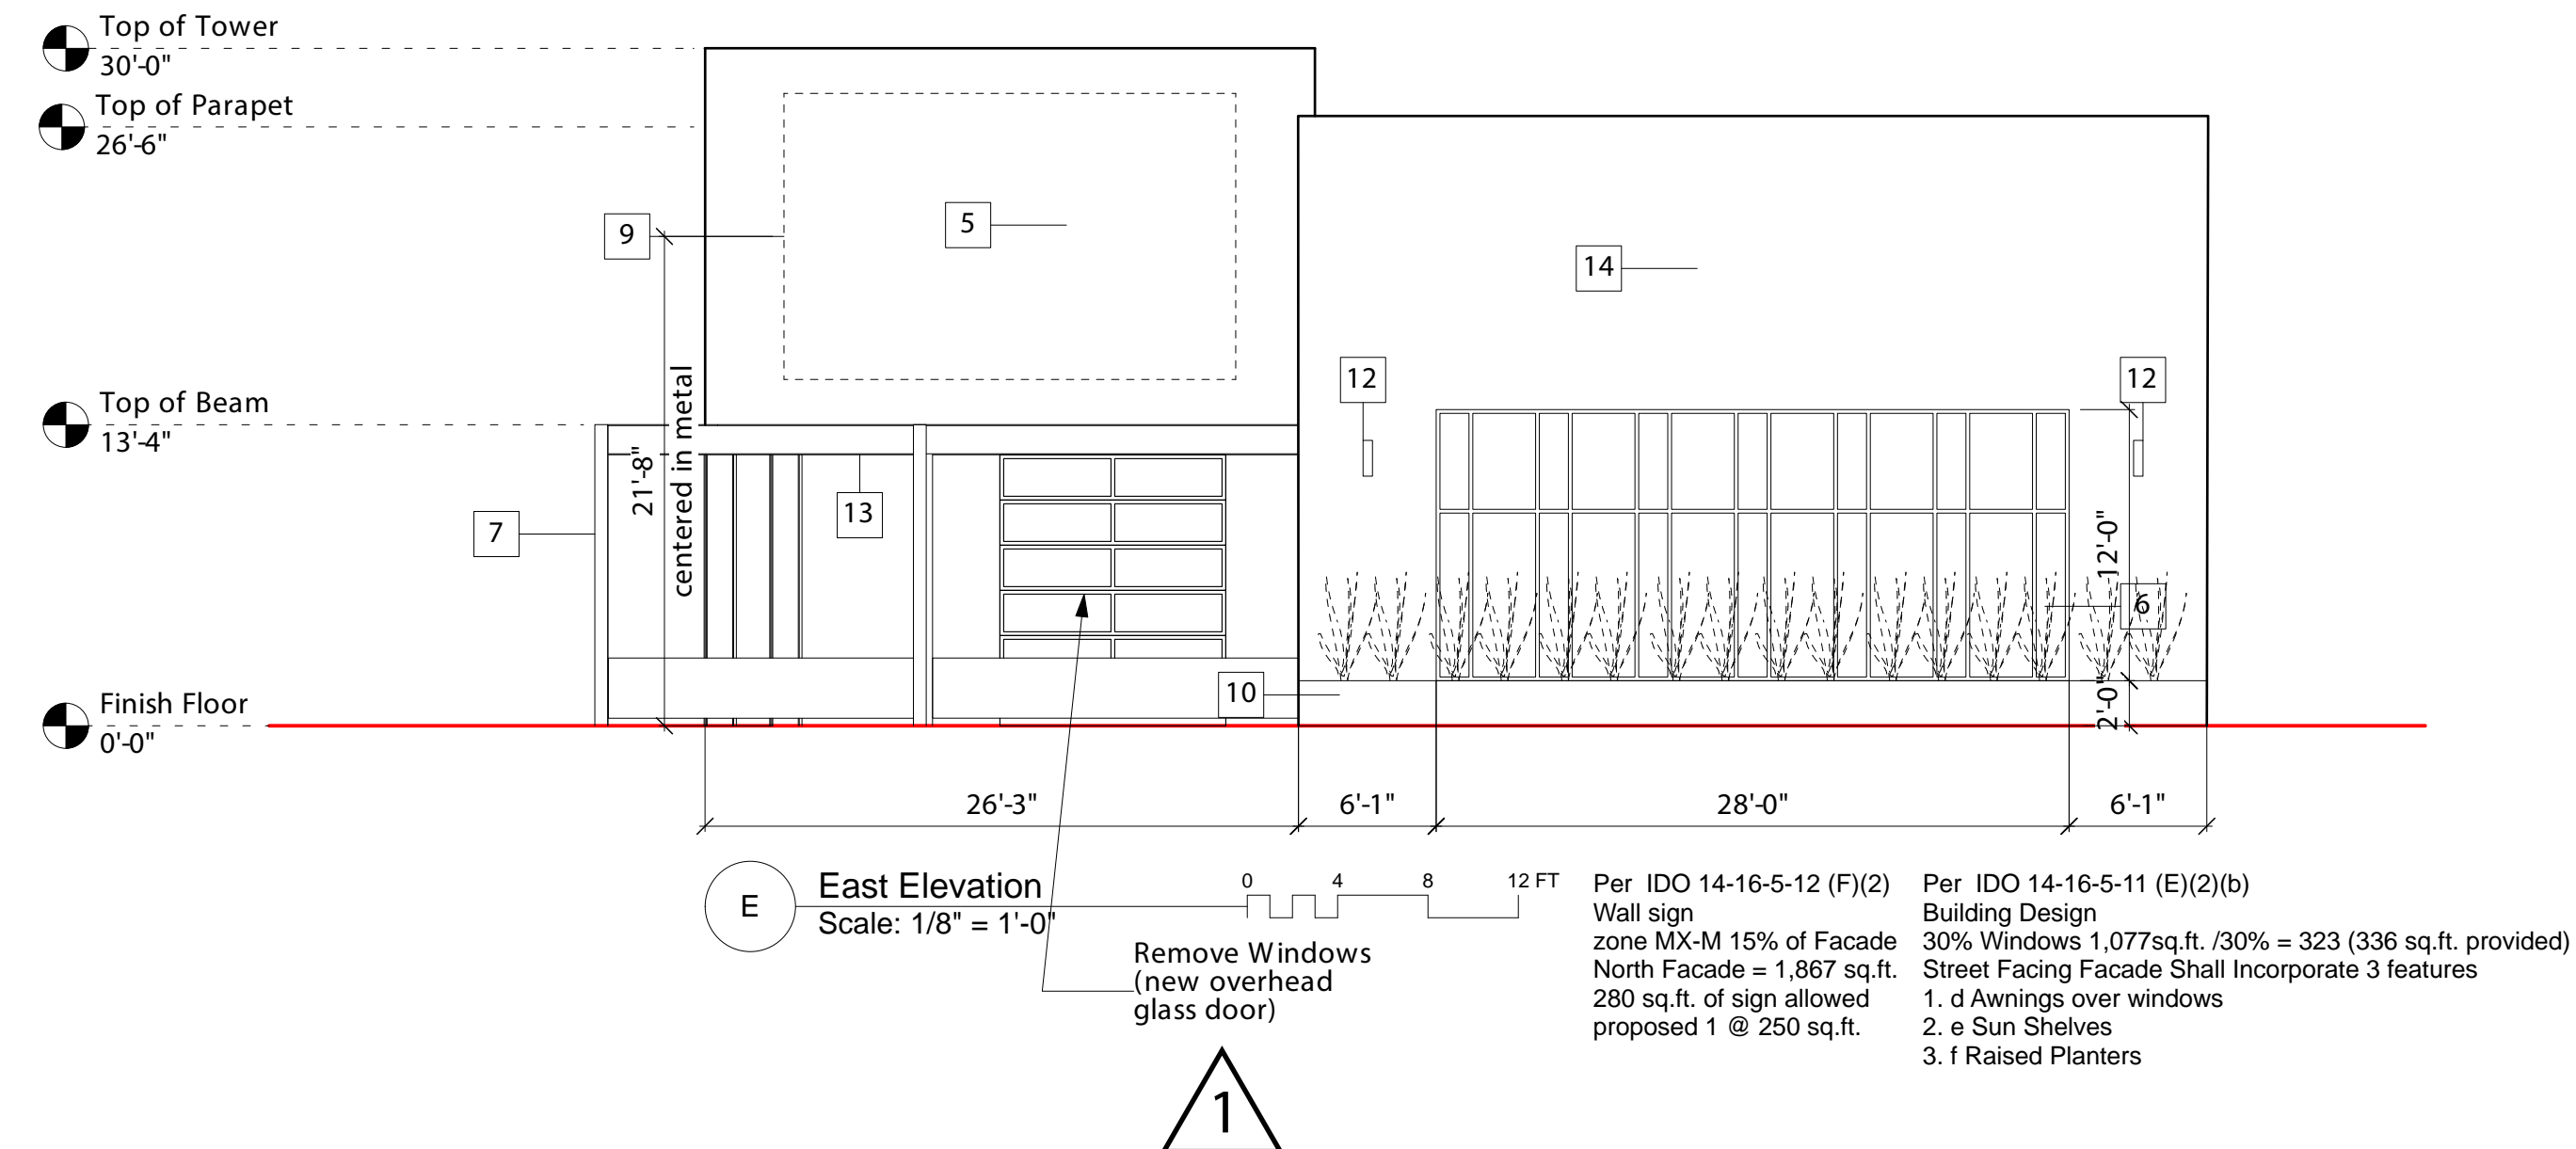 Top of Tower
30'-0"
Top of Parapet
26'-6"
9
5
14
12
12
Top of Beam
13'-4"
21'-8"
centered in metal
13
7
12'-0"
6
10
2'-0"
Finish Floor
0'-0"
26'-3"
6'-1"
28'-0"
6'-1"
E
East Elevation
Scale: 1/8" = 1'-0"
0 4 8 12 FT
Remove Windows
(new overhead
glass door)
1
Per IDO 14-16-5-12 (F)(2)
Wall sign
zone MX-M 15% of Facade
North Facade = 1,867 sq.ft.
280 sq.ft. of sign allowed
proposed 1 @ 250 sq.ft.
Per IDO 14-16-5-11 (E)(2)(b)
Building Design
30% Windows 1,077sq.ft. /30% = 323 (336 sq.ft. provided)
Street Facing Facade Shall Incorporate 3 features
1. d Awnings over windows
2. e Sun Shelves
3. f Raised Planters